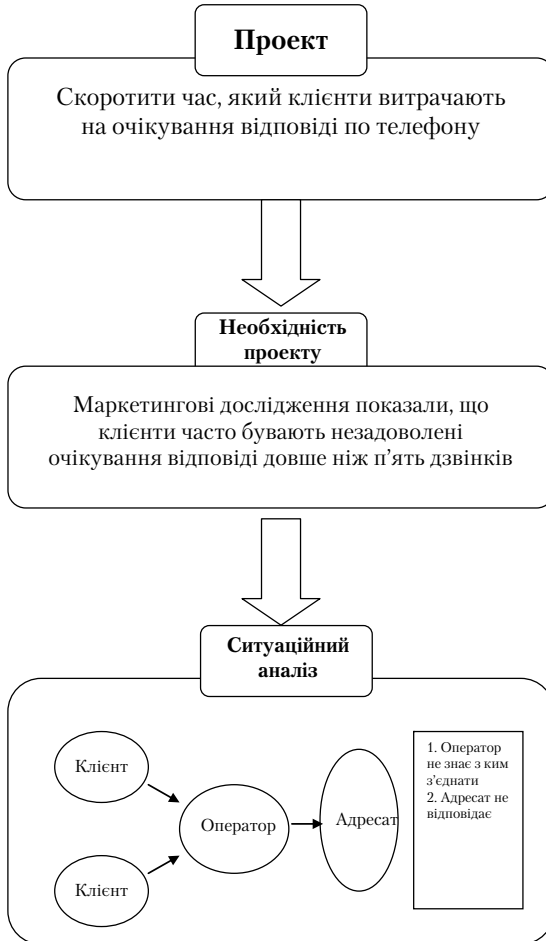 Проект
Скоротити час, який клієнти витрачають
на очікування відповіді по телефону
Необхідність
проекту
Маркетингові дослідження показали, що
клієнти часто бувають незадоволені
очікування відповіді довше ніж п'ять дзвінків
Ситуаційний
аналіз
Клієнт
Оператор
Адресат
Клієнт
1. Оператор
не знає з ким
з'єднати
2. Адресат не
відповідає